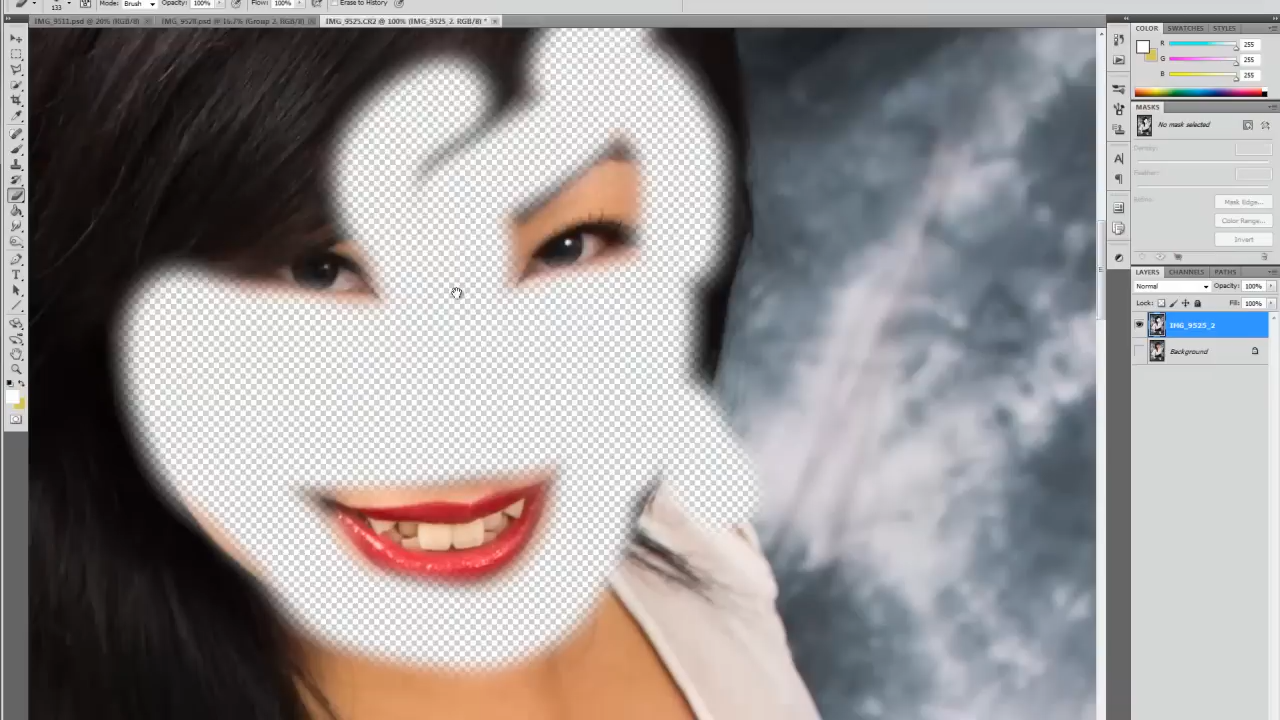 133 Mode: Brush Opacity: 100% Flow: 100% Erase to History
IMG_9511.psd @ 20% (RGB/8) IMG_9528.psd @ 16.7% (Group 2, RGB/8) IMG_9525.CR2 @ 100% (IMG_9525_2, RGB/8) *
COLOR SWATCHES STYLES
R 255
G 255
B 255
MASKS
No mask selected
Density:
Feather:
Refine:
Mask Edge...
Color Range...
Invert
LAYERS CHANNELS PATHS
Normal Opacity: 100%
Lock: Fill: 100%
IMG_9525_2
Background